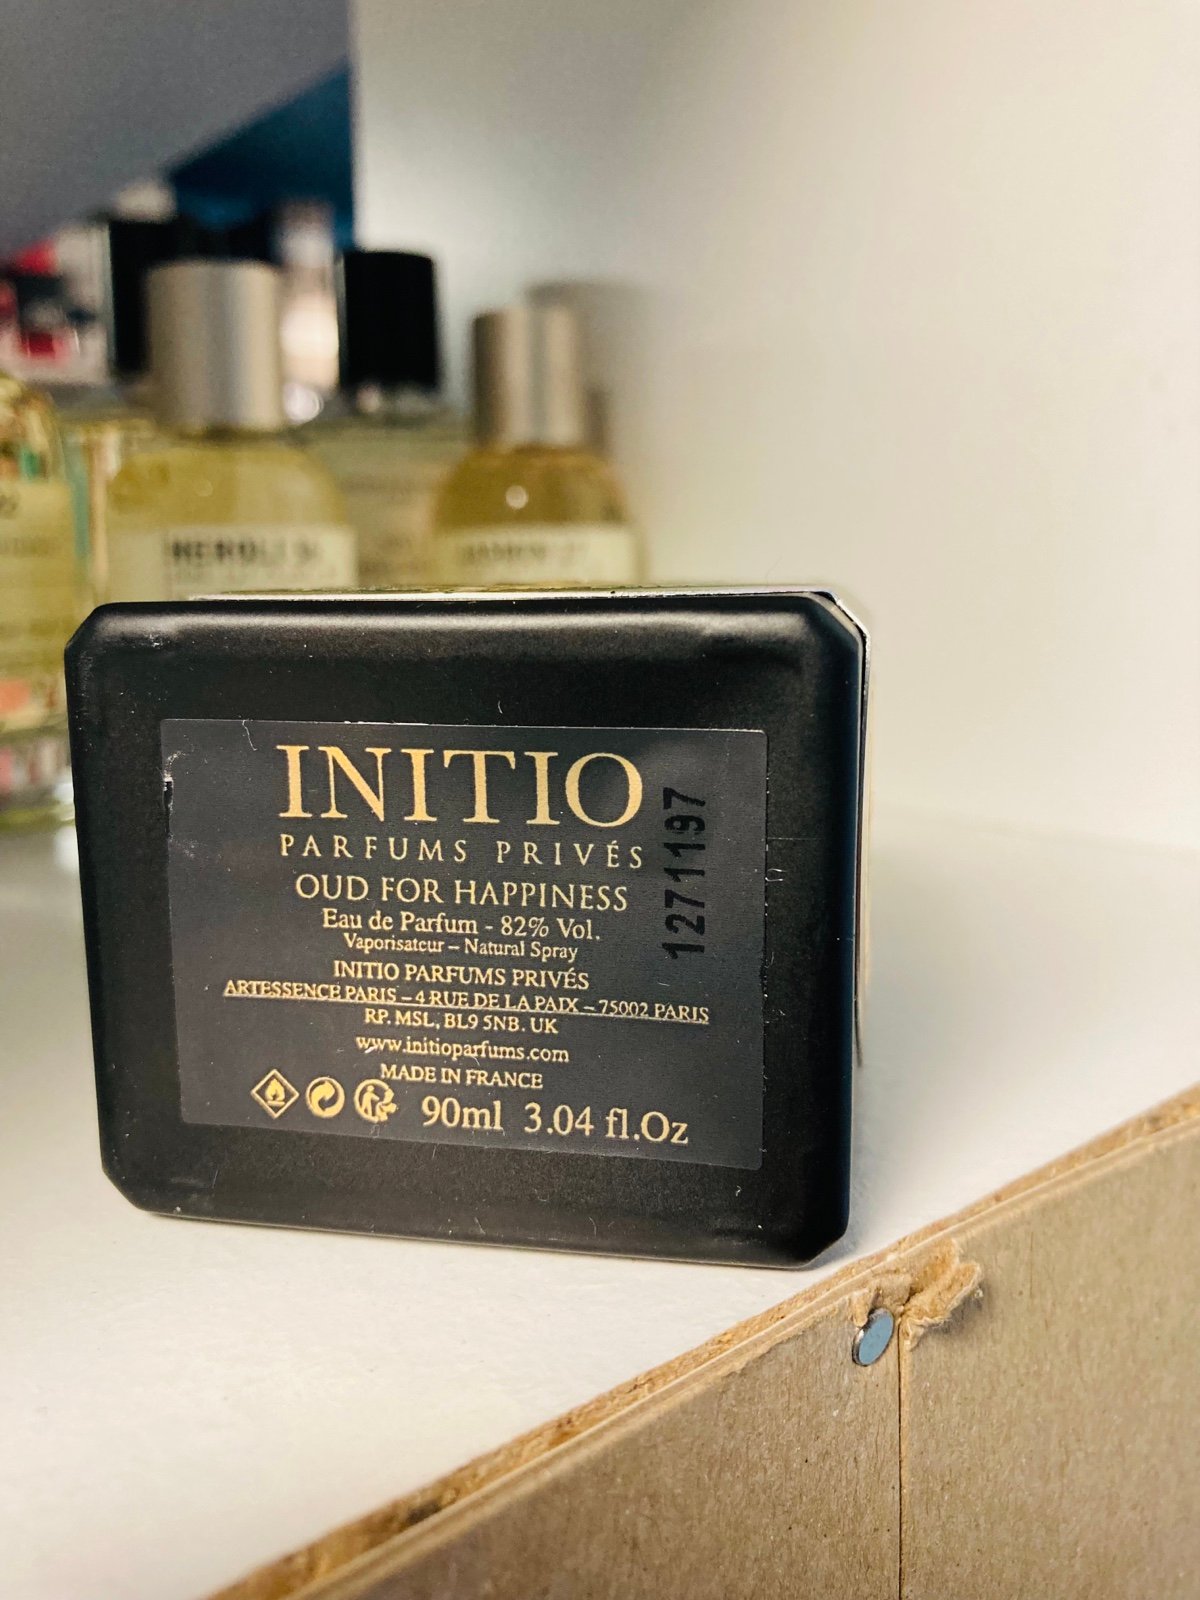 NEROLI
INITIO
PARFUMS PRIVÉS
OUD FOR HAPPINESS
Eau de Parfum - 82% Vol.
Vaporisateur – Natural Spray
INITIO PARFUMS PRIVÉS
ARTESSENCE PARIS – 4 RUE DE LA PAIX – 75002 PARIS
RP. MSL, BL9 5NB. UK
www.initioparfums.com
MADE IN FRANCE
90ml 3.04 fl.Oz
1271197